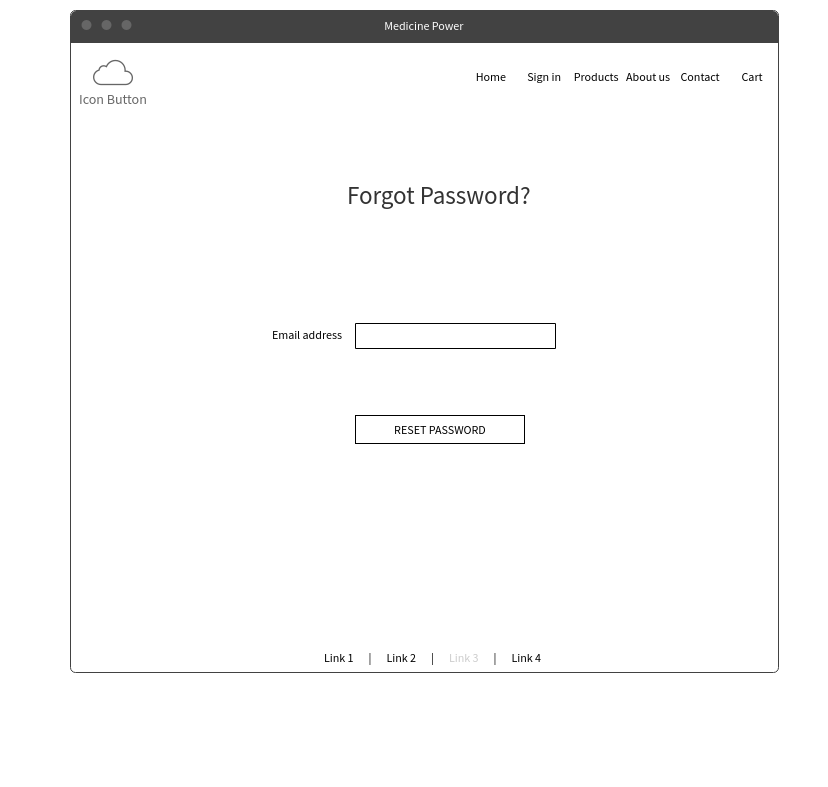 Medicine Power
Icon Button
Home Sign in Products About us Contact Cart
Forgot Password?
Email address
RESET PASSWORD
Link 1 | Link 2 | Link 3 | Link 4